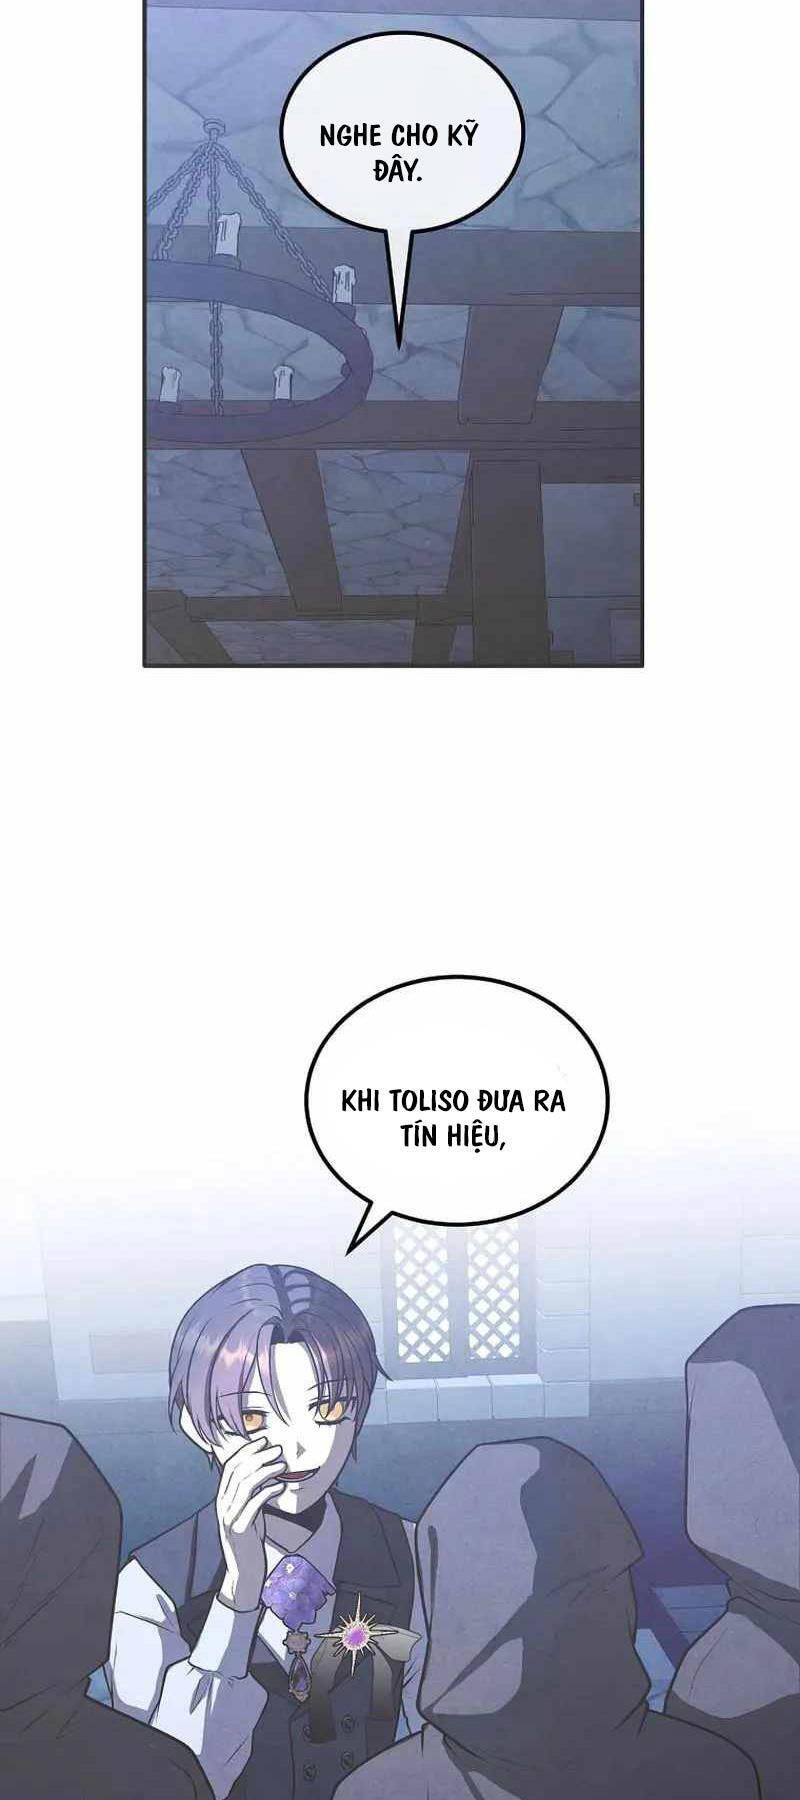 NGHE CHO KỸ
ĐÂY.
KHI TOLISO ĐƯA RA
TÍN HIỆU,